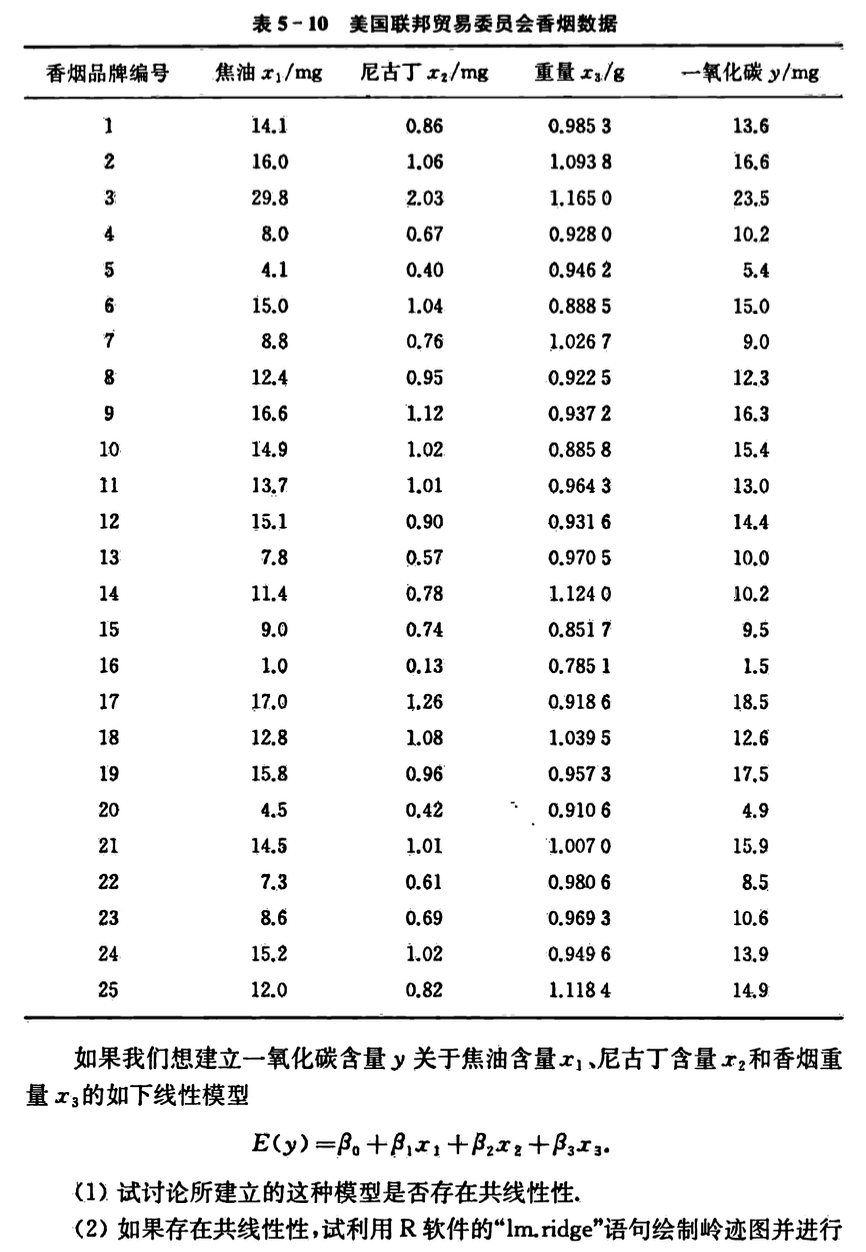 表 5-10 美国联邦贸易委员会香烟数据
香烟品牌编号 焦油 x₁/mg 尼古丁 x₂/mg 重量 x₃/g 一氧化碳 y/mg
1 14.1 0.86 0.985 3 13.6
2 16.0 1.06 1.093 8 16.6
3 29.8 2.03 1.165 0 23.5
4 8.0 0.67 0.928 0 10.2
5 4.1 0.40 0.946 2 5.4
6 15.0 1.04 0.888 5 15.0
7 8.8 0.76 1.026 7 9.0
8 12.4 0.95 0.922 5 12.3
9 16.6 1.12 0.937 2 16.3
10 14.9 1.02 0.885 8 15.4
11 13.7 1.01 0.964 3 13.0
12 15.1 0.90 0.931 6 14.4
13 7.8 0.57 0.970 5 10.0
14 11.4 0.78 1.124 0 10.2
15 9.0 0.74 0.851 7 9.5
16 1.0 0.13 0.785 1 1.5
17 17.0 1.26 0.918 6 18.5
18 12.8 1.08 1.039 5 12.6
19 15.8 0.96 0.957 3 17.5
20 4.5 0.42 0.910 6 4.9
21 14.5 1.01 1.007 0 15.9
22 7.3 0.61 0.980 6 8.5
23 8.6 0.69 0.969 3 10.6
24 15.2 1.02 0.949 6 13.9
25 12.0 0.82 1.118 4 14.9
如果我们想建立一氧化碳含量 y 关于焦油含量 x₁、尼古丁含量 x₂和香烟重
量 x₃的如下线性模型
E(y)=β₀+β₁x₁+β₂x₂+β₃x₃.
(1) 试讨论所建立的这种模型是否存在共线性性.
(2) 如果存在共线性性,试利用 R 软件的“lm.ridge”语句绘制岭迹图并进行